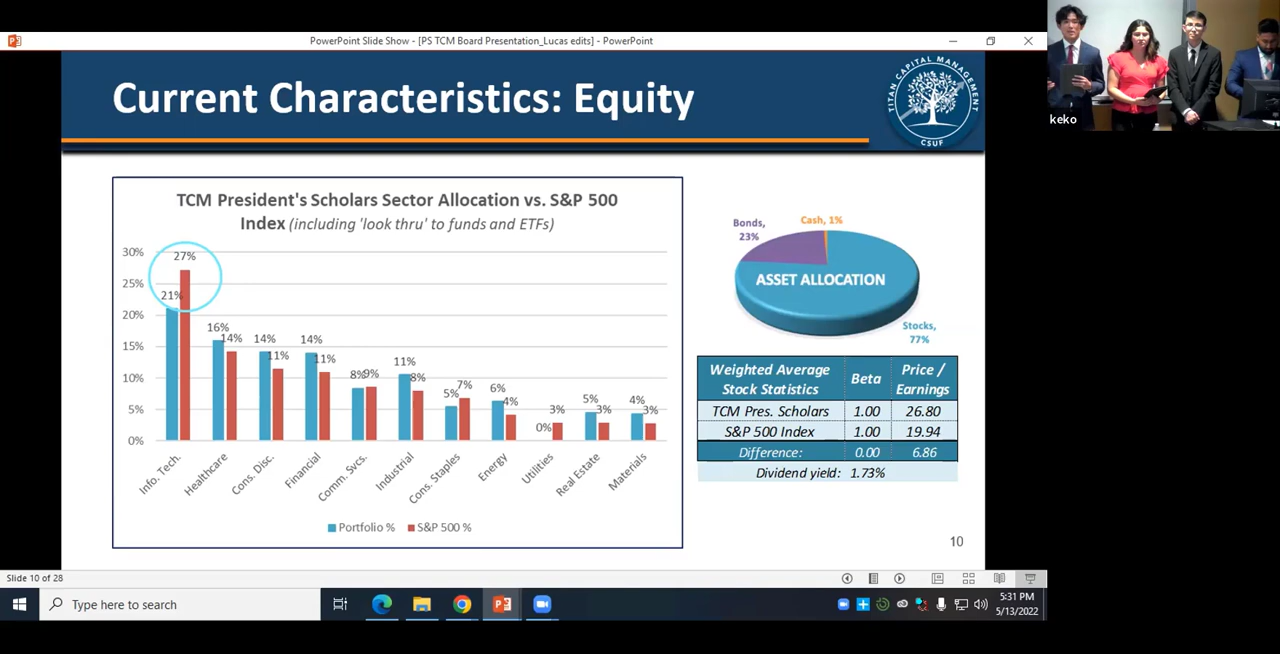 PowerPoint Slide Show - [PS TCM Board Presentation_Lucas edits] - PowerPoint
keko
Current Characteristics: Equity
TITAN CAPITAL MANAGEMENT
CSUF
TCM President's Scholars Sector Allocation vs. S&P 500
Index (including 'look thru' to funds and ETFs)
30%
25%
20%
15%
10%
5%
0%
21%
27%
16%
14%
14%
11%
14%
11%
8%
9%
11%
8%
5%
7%
6%
4%
0%
3%
5%
3%
4%
3%
Info. Tech.
Healthcare
Cons. Disc.
Financial
Comm. Svcs.
Industrial
Cons. Staples
Energy
Utilities
Real Estate
Materials
Portfolio % S&P 500 %
Bonds,
23%
Cash, 1%
ASSET ALLOCATION
Stocks,
77%
Weighted Average
Stock Statistics
Beta
Price /
Earnings
TCM Pres. Scholars 1.00 26.80
S&P 500 Index 1.00 19.94
Difference: 0.00 6.86
Dividend yield: 1.73%
10
Slide 10 of 28
Type here to search
5:31 PM
5/13/2022